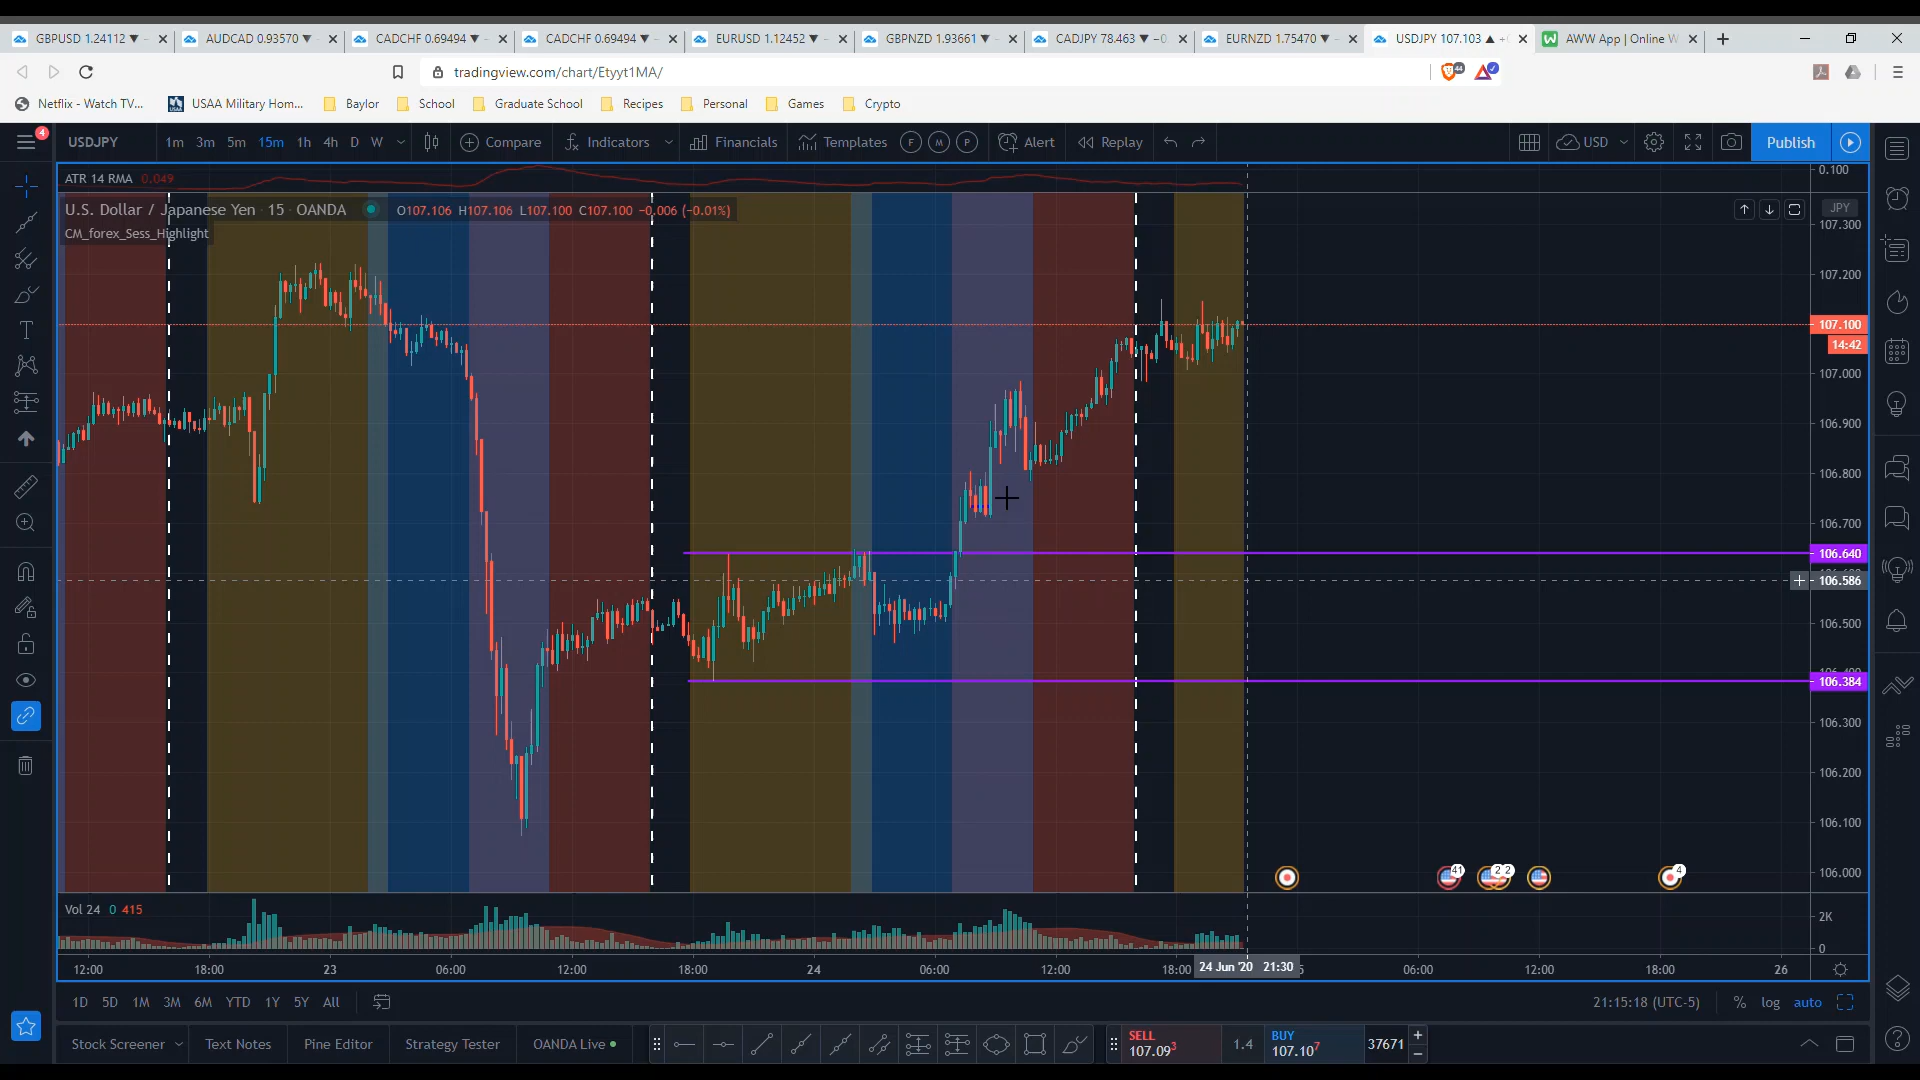 GBPUSD 1.24112 ▼
AUDCAD 0.93570 ▼
CADCHF 0.69494 ▼
CADCHF 0.69494 ▼
EURUSD 1.12452 ▼
GBPNZD 1.93661 ▼
CADJPY 78.463 ▼ −0.
EURNZD 1.75470 ▼
USDJPY 107.103 ▲ +
AWW App | Online W
tradingview.com/chart/Etyyt1MA/
44
Netflix - Watch TV...
USAA Military Hom...
Baylor
School
Graduate School
Recipes
Personal
Games
Crypto
4
USDJPY
1m 3m 5m 15m 1h 4h D W
Compare
Indicators
Financials
Templates
F M P
Alert
Replay
USD
Publish
ATR 14 RMA 0.049
0.100
U.S. Dollar / Japanese Yen · 15 · OANDA
O107.106 H107.106 L107.100 C107.100 −0.006 (−0.01%)
JPY
CM_forex_Sess_Highlight
107.300
107.200
107.100
14:42
107.000
106.900
106.800
106.700
106.640
106.586
106.500
106.384
106.300
106.200
106.100
106.000
41
2 2
4
Vol 24 0 415
2K
0
12:00 18:00 23 06:00 12:00 18:00 24 06:00 12:00 18:00 24 Jun '20 21:30 06:00 12:00 18:00 26
1D 5D 1M 3M 6M YTD 1Y 5Y All
21:15:18 (UTC-5) % log auto
Stock Screener
Text Notes
Pine Editor
Strategy Tester
OANDA Live
SELL
107.093
1.4
BUY
107.107
37671